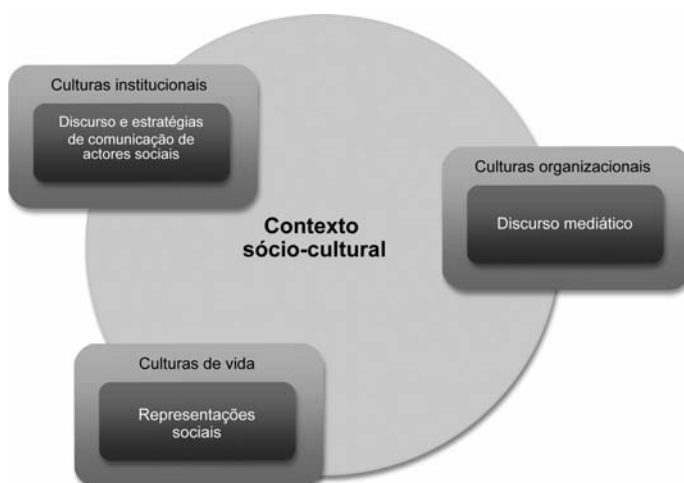 Culturas institucionais
Discurso e estratégias
de comunicação de
actores sociais
Culturas organizacionais
Discurso mediático
Contexto
sócio-cultural
Culturas de vida
Representações
sociais